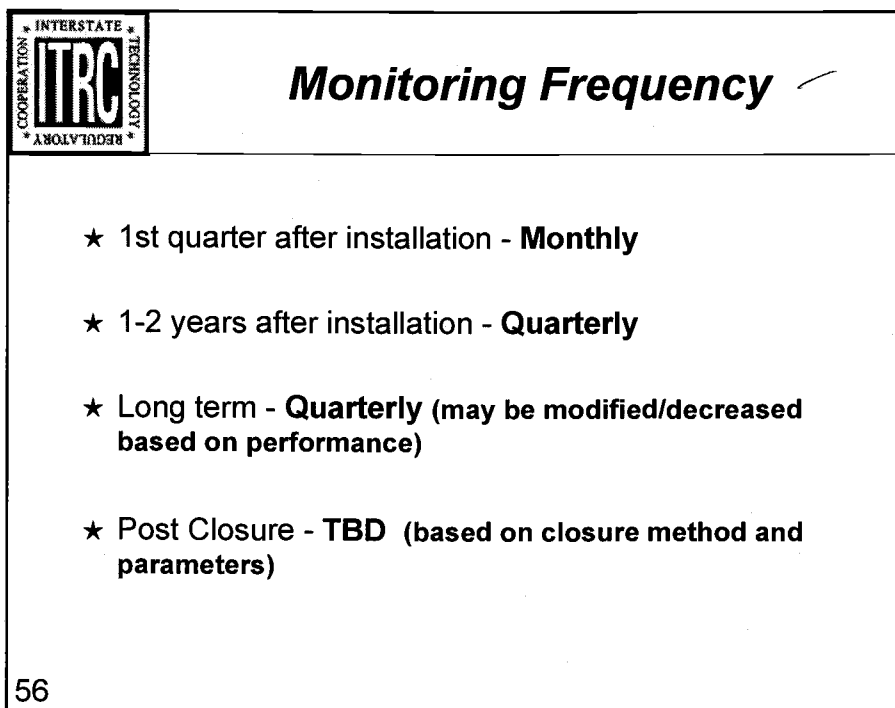 INTERSTATE
COOPERATION
ITRC
TECHNOLOGY
REGULATORY
Monitoring Frequency
★ 1st quarter after installation - Monthly
★ 1-2 years after installation - Quarterly
★ Long term - Quarterly (may be modified/decreased
based on performance)
★ Post Closure - TBD (based on closure method and
parameters)
56